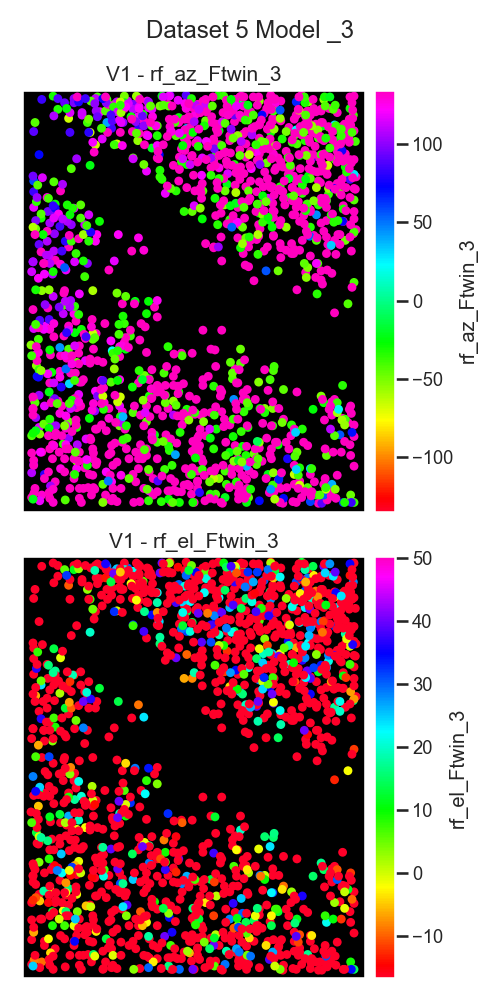 Dataset 5 Model _3
V1 - rf_az_Ftwin_3
100
50
0
−50
−100
rf_az_Ftwin_3
V1 - rf_el_Ftwin_3
50
40
30
20
10
0
−10
rf_el_Ftwin_3